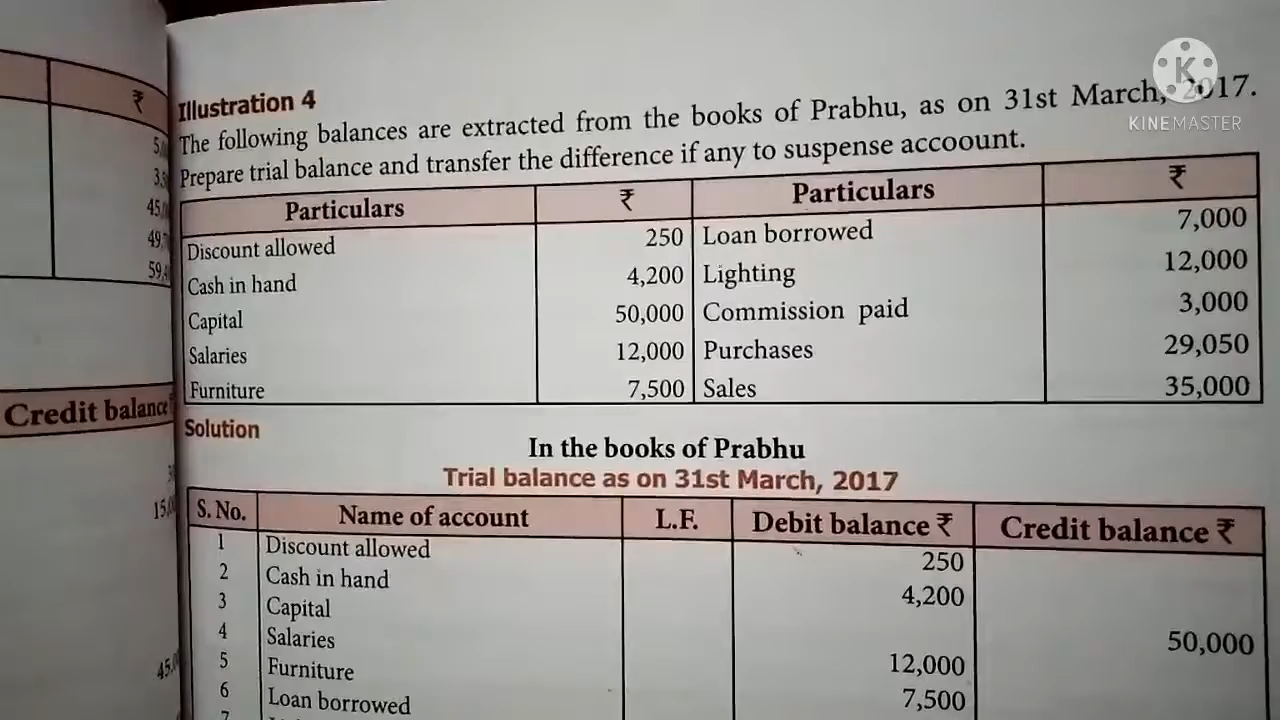 ₹
Credit balance
KINEMASTER
Illustration 4
The following balances are extracted from the books of Prabhu, as on 31st March, 2017.
Prepare trial balance and transfer the difference if any to suspense accoount.
Particulars ₹ Particulars ₹
Discount allowed 250 Loan borrowed 7,000
Cash in hand 4,200 Lighting 12,000
Capital 50,000 Commission paid 3,000
Salaries 12,000 Purchases 29,050
Furniture 7,500 Sales 35,000
Solution
In the books of Prabhu
Trial balance as on 31st March, 2017
S. No. Name of account L.F. Debit balance ₹ Credit balance ₹
1 Discount allowed 250
2 Cash in hand 4,200
3 Capital 50,000
4 Salaries 12,000
5 Furniture 7,500
6 Loan borrowed